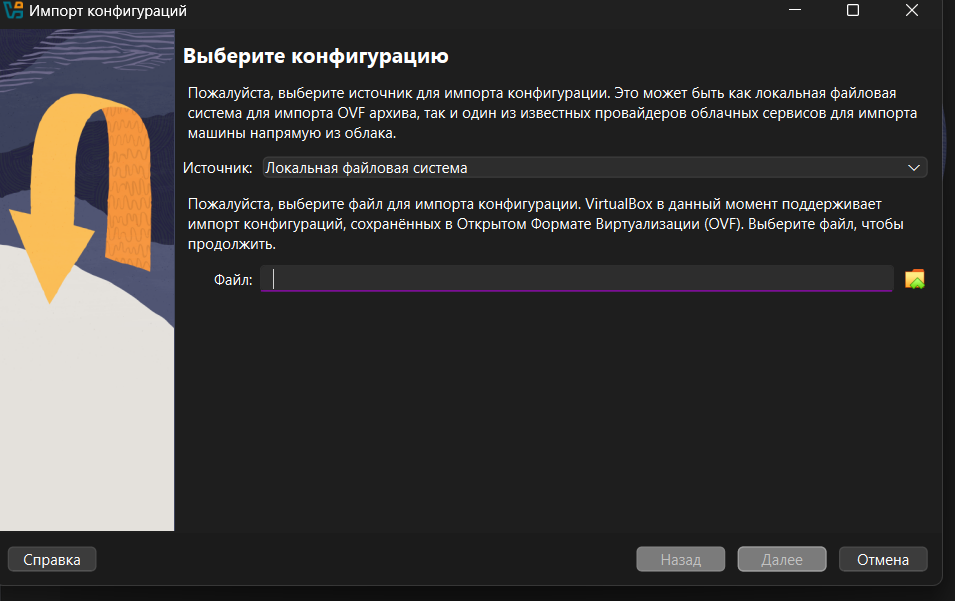 Импорт конфигураций
Выберите конфигурацию
Пожалуйста, выберите источник для импорта конфигурации. Это может быть как локальная файловая
система для импорта OVF архива, так и один из известных провайдеров облачных сервисов для импорта
машины напрямую из облака.
Источник: Локальная файловая система
Пожалуйста, выберите файл для импорта конфигурации. VirtualBox в данный момент поддерживает
импорт конфигураций, сохранённых в Открытом Формате Виртуализации (OVF). Выберите файл, чтобы
продолжить.
Файл:
Справка Назад Далее Отмена